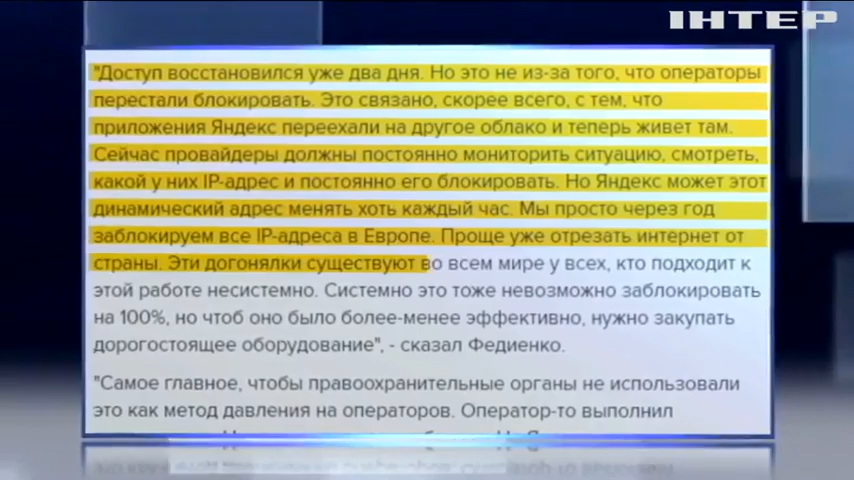 ІНТЕР
"Доступ восстановился уже два дня. Но это не из-за того, что операторы
перестали блокировать. Это связано, скорее всего, с тем, что
приложения Яндекс переехали на другое облако и теперь живет там.
Сейчас провайдеры должны постоянно мониторить ситуацию, смотреть,
какой у них IP-адрес и постоянно его блокировать. Но Яндекс может этот
динамический адрес менять хоть каждый час. Мы просто через год
заблокируем все IP-адреса в Европе. Проще уже отрезать интернет от
страны. Эти догонялки существуют во всем мире у всех, кто подходит к
этой работе несистемно. Системно это тоже невозможно заблокировать
на 100%, но чтоб оно было более-менее эффективно, нужно закупать
дорогостоящее оборудование", - сказал Федиенко.
"Самое главное, чтобы правоохранительные органы не использовали
это как метод давления на операторов. Оператор-то выполнил